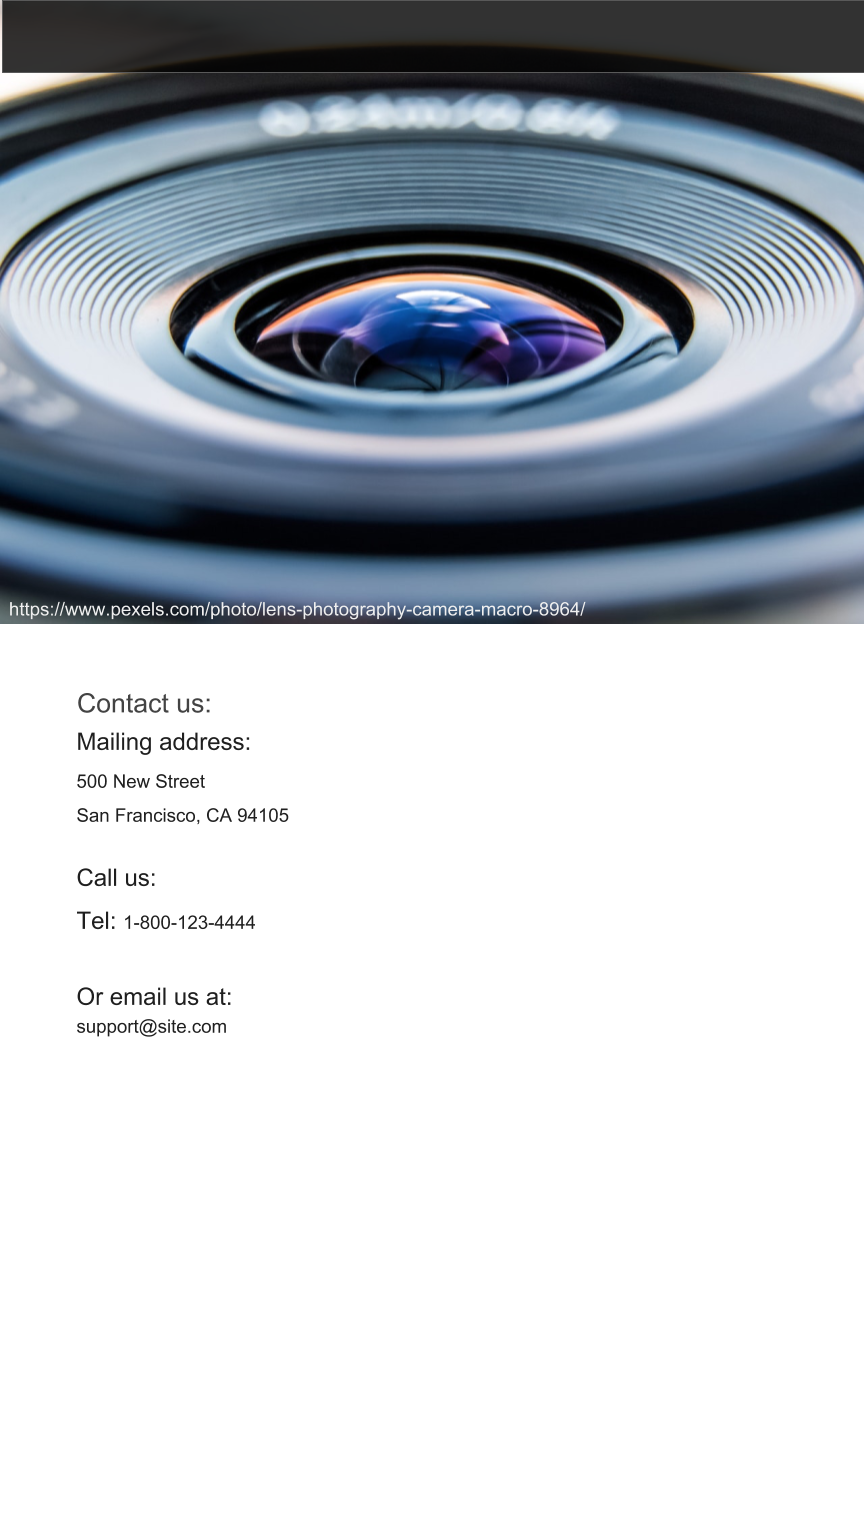 https://www.pexels.com/photo/lens-photography-camera-macro-8964/
Contact us:
Mailing address:
500 New Street
San Francisco, CA 94105
Call us:
Tel: 1-800-123-4444
Or email us at:
support@site.com